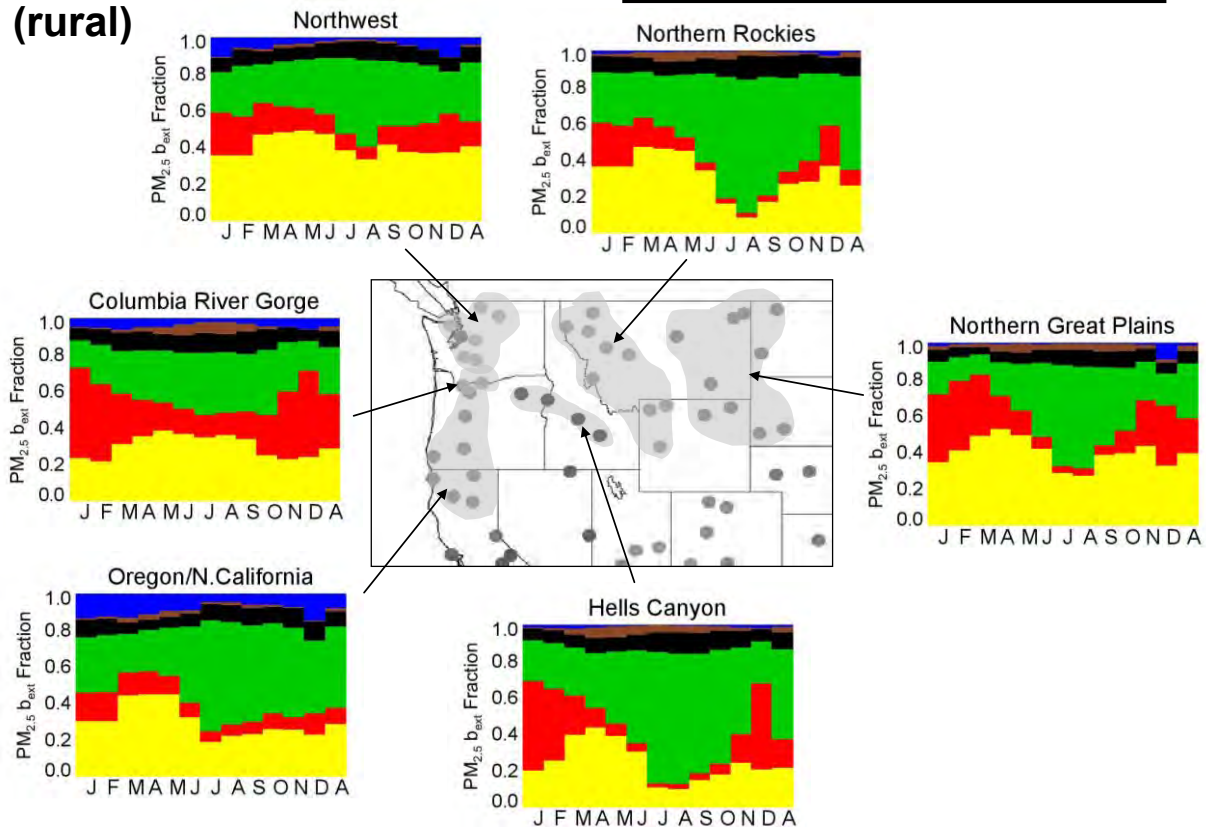 (rural)
Northwest
PM2.5 bext Fraction
1.0
0.8
0.6
0.4
0.2
0.0
J F M A M J J A S O N D A
Northern Rockies
PM2.5 bext Fraction
1.0
0.8
0.6
0.4
0.2
0.0
J F M A M J J A S O N D A
Columbia River Gorge
PM2.5 bext Fraction
1.0
0.8
0.6
0.4
0.2
0.0
J F M A M J J A S O N D A
Northern Great Plains
PM2.5 bext Fraction
1.0
0.8
0.6
0.4
0.2
0.0
J F M A M J J A S O N D A
Oregon/N.California
PM2.5 bext Fraction
1.0
0.8
0.6
0.4
0.2
0.0
J F M A M J J A S O N D A
Hells Canyon
PM2.5 bext Fraction
1.0
0.8
0.6
0.4
0.2
0.0
J F M A M J J A S O N D A